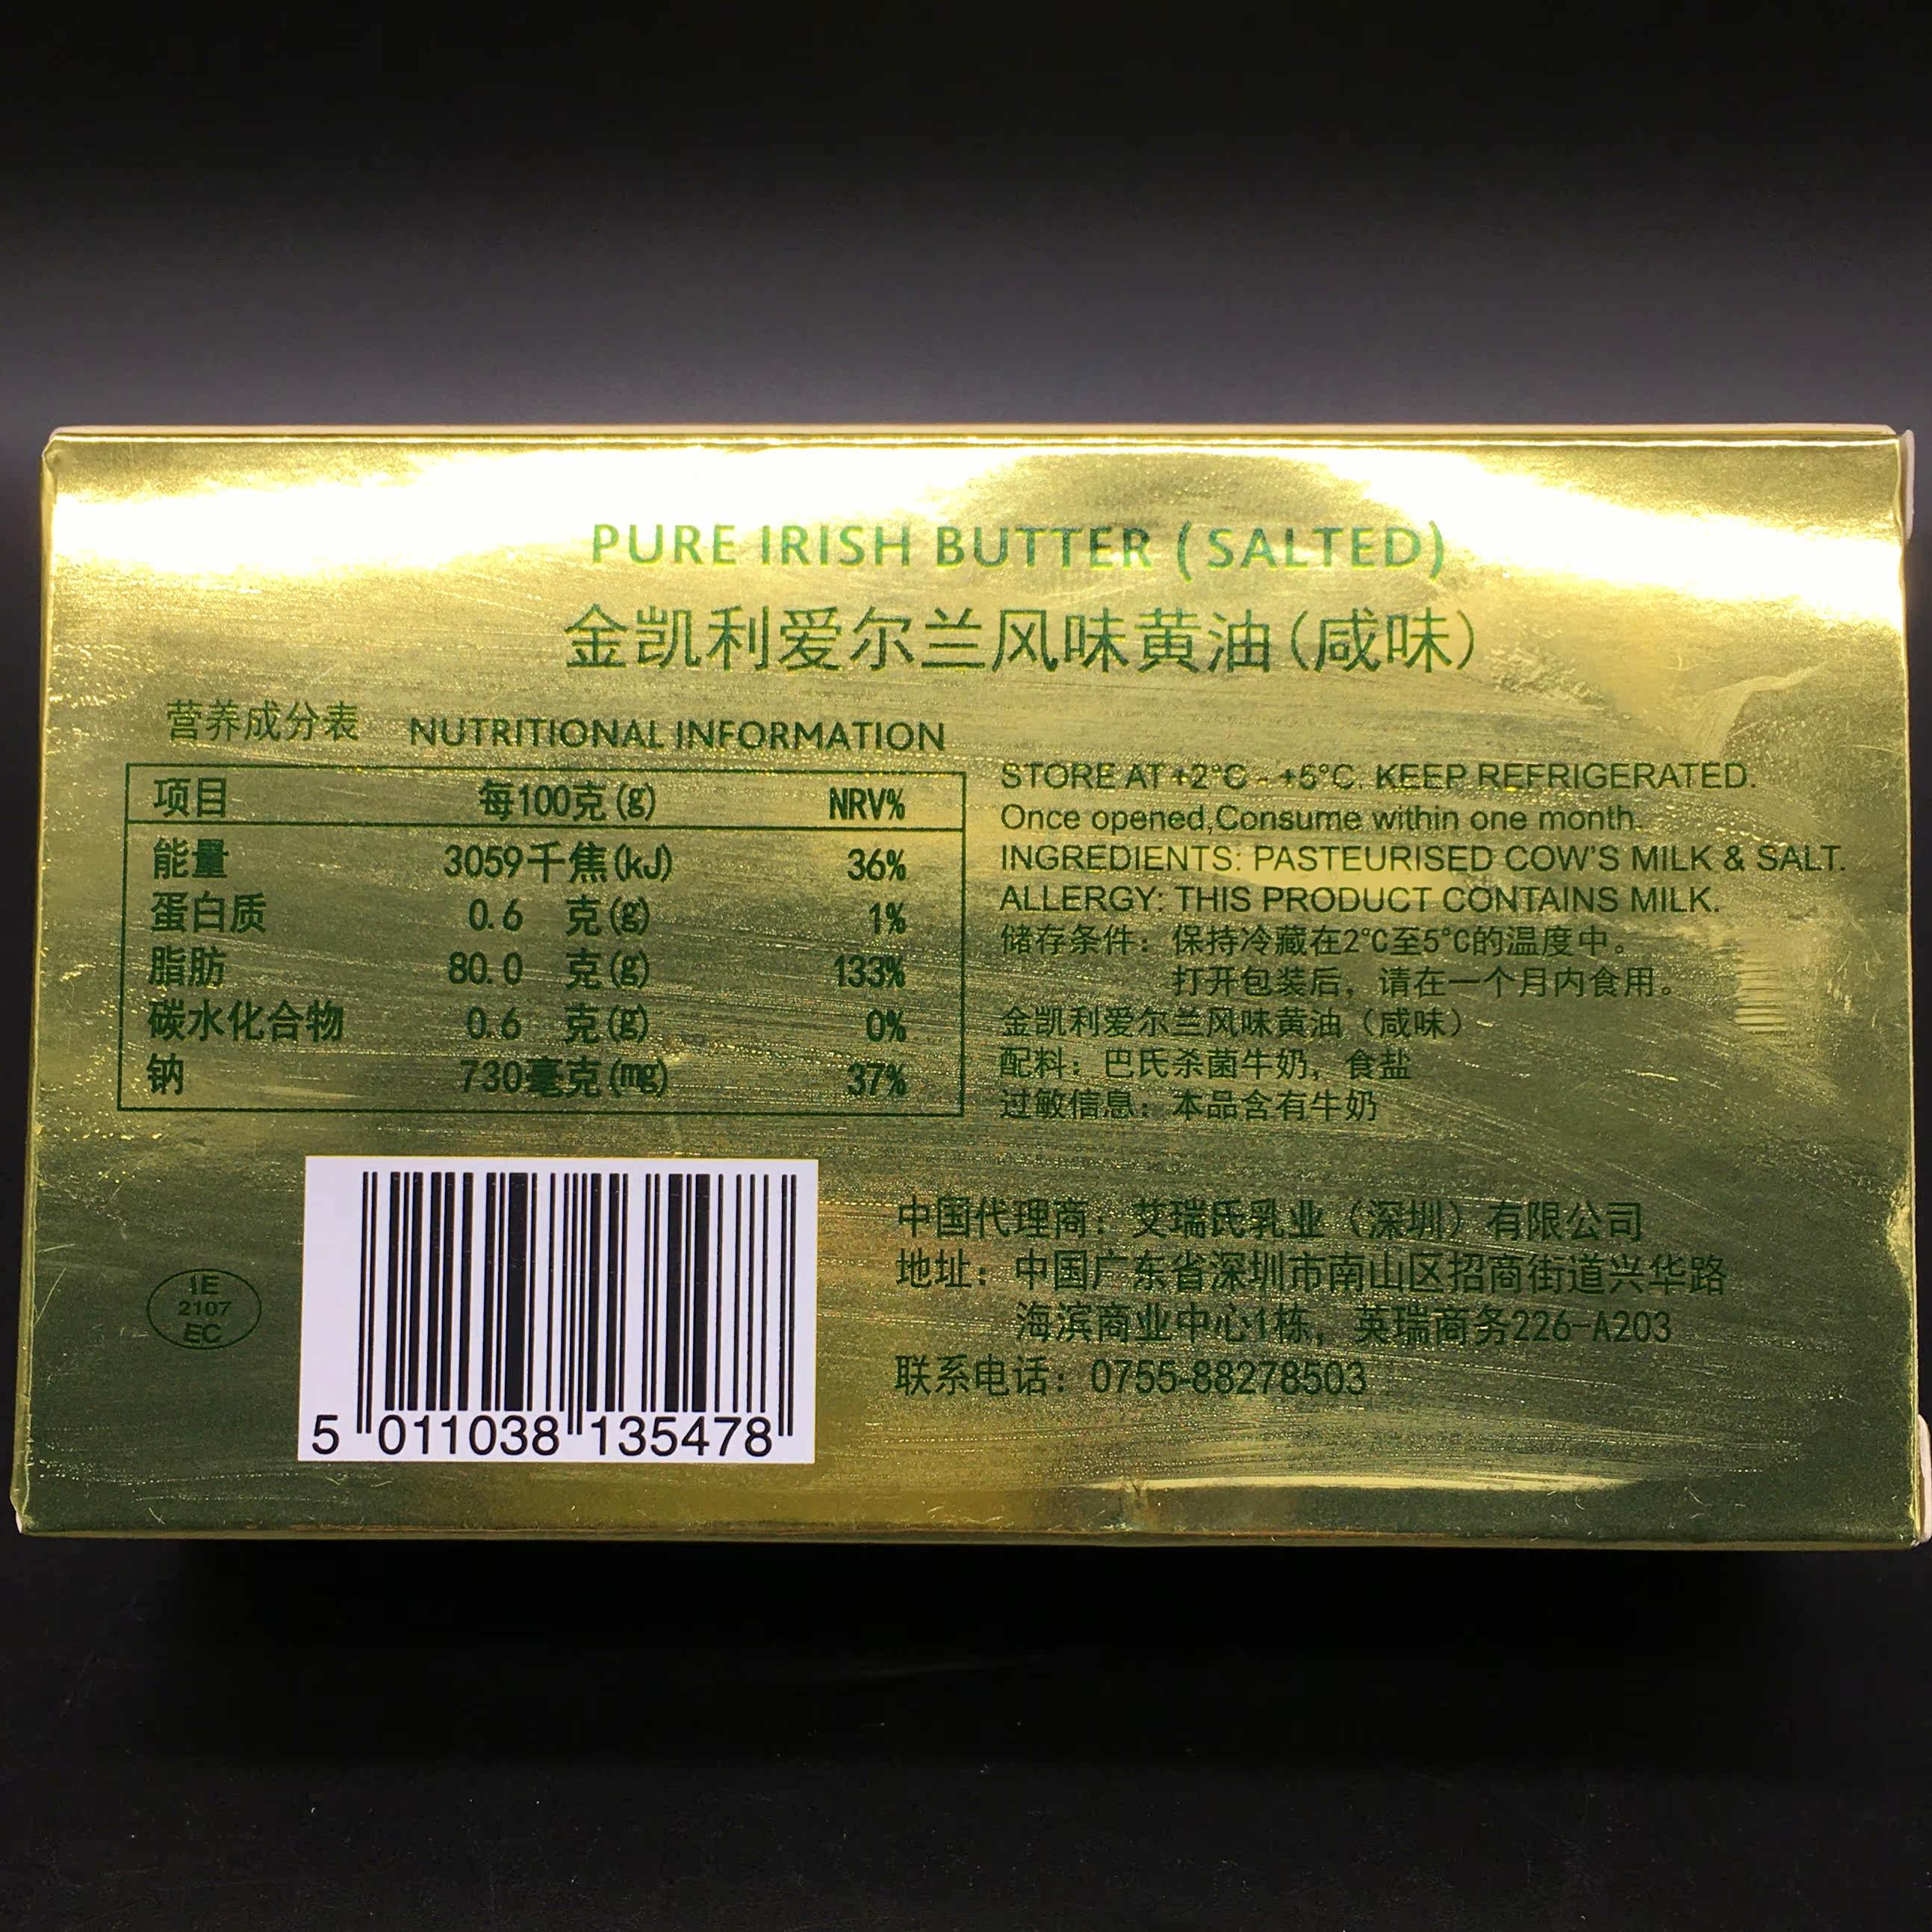 PURE IRISH BUTTER (SALTED)
金凯利爱尔兰风味黄油(咸味)
营养成分表 NUTRITIONAL INFORMATION
项目 每100克(g) NRV%
能量 3059千焦(kJ) 36%
蛋白质 0.6 克(g) 1%
脂肪 80.0 克(g) 133%
碳水化合物 0.6 克(g) 0%
钠 730毫克(mg) 37%
STORE AT +2°C - +5°C. KEEP REFRIGERATED.
Once opened,Consume within one month.
INGREDIENTS: PASTEURISED COW'S MILK & SALT.
ALLERGY: THIS PRODUCT CONTAINS MILK.
储存条件：保持冷藏在2°C至5°C的温度中。
打开包装后，请在一个月内食用。
金凯利爱尔兰风味黄油（咸味）
配料：巴氏杀菌牛奶，食盐
过敏信息：本品含有牛奶
IE
2107
EC
5 011038 135478
中国代理商：艾瑞氏乳业（深圳）有限公司
地址：中国广东省深圳市南山区招商街道兴华路
海滨商业中心1栋，英瑞商务226-A203
联系电话：0755-88278503